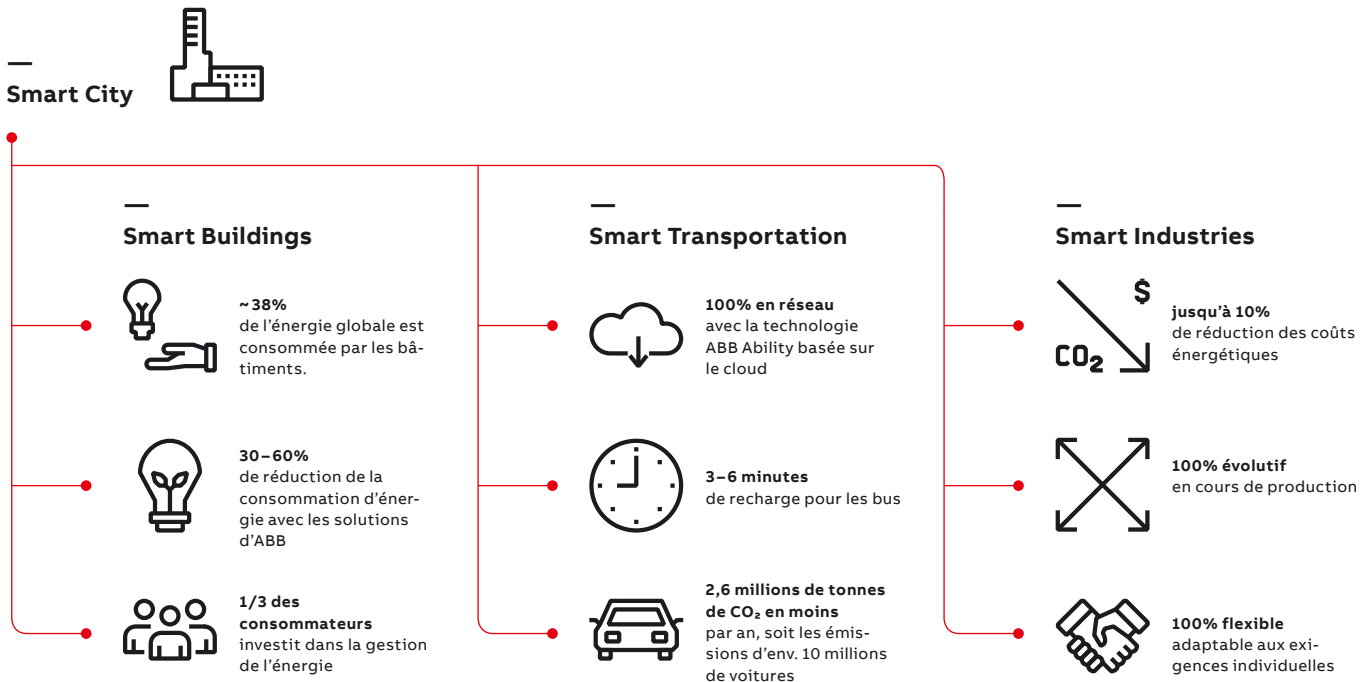 Smart City
Smart Buildings
~38%
de l'énergie globale est
consommée par les bâ-
timents.
30–60%
de réduction de la
consommation d'éner-
gie avec les solutions
d'ABB
1/3 des
consommateurs
investit dans la gestion
de l'énergie
Smart Transportation
100% en réseau
avec la technologie
ABB Ability basée sur
le cloud
3–6 minutes
de recharge pour les bus
2,6 millions de tonnes
de CO₂ en moins
par an, soit les émis-
sions d'env. 10 millions
de voitures
Smart Industries
$
CO₂
jusqu'à 10%
de réduction des coûts
énergétiques
100% évolutif
en cours de production
100% flexible
adaptable aux exi-
gences individuelles